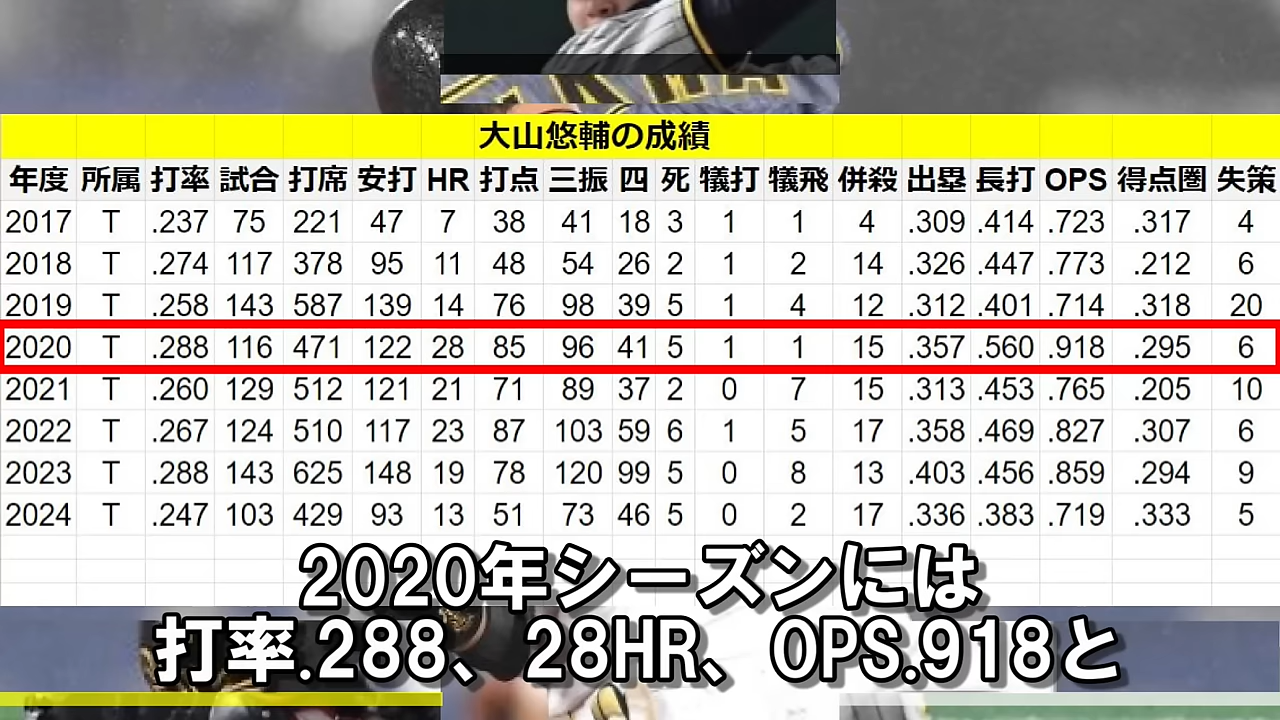 大山悠輔の成績
年度 所属 打率 試合 打席 安打 HR 打点 三振 四 死 犠打 犠飛 併殺 出塁 長打 OPS 得点圏 失策
2017 T .237 75 221 47 7 38 41 18 3 1 1 4 .309 .414 .723 .317 4
2018 T .274 117 378 95 11 48 54 26 2 1 2 14 .326 .447 .773 .212 6
2019 T .258 143 587 139 14 76 98 39 5 1 4 12 .312 .401 .714 .318 20
2020 T .288 116 471 122 28 85 96 41 5 1 1 15 .357 .560 .918 .295 6
2021 T .260 129 512 121 21 71 89 37 2 0 7 15 .313 .453 .765 .205 10
2022 T .267 124 510 117 23 87 103 59 6 1 5 17 .358 .469 .827 .307 6
2023 T .288 143 625 148 19 78 120 99 5 0 8 13 .403 .456 .859 .294 9
2024 T .247 103 429 93 13 51 73 46 5 0 2 17 .336 .383 .719 .333 5
2020年シーズンには
打率.288、28HR、OPS.918と